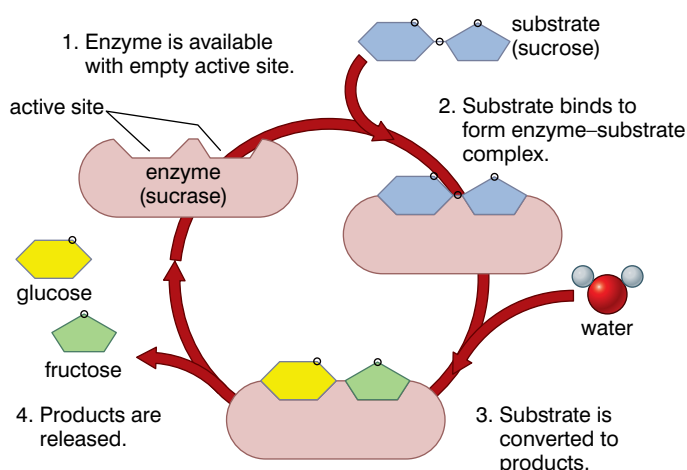 1. Enzyme is available
with empty active site.
substrate
(sucrose)
active site
2. Substrate binds to
form enzyme–substrate
complex.
enzyme
(sucrase)
glucose
water
fructose
4. Products are
released.
3. Substrate is
converted to
products.